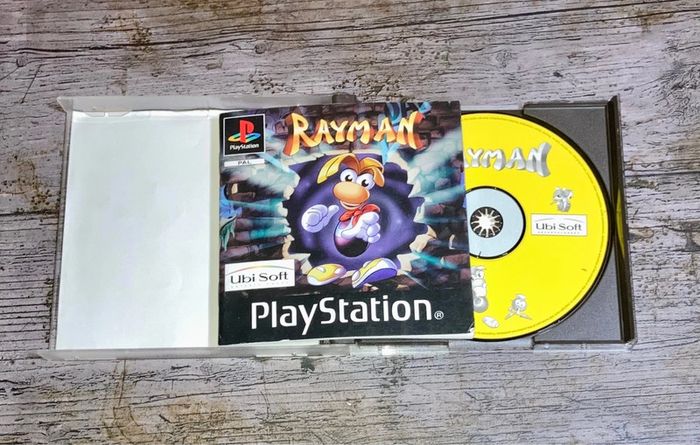 PlayStation
PAL
RAYMAN
Ubi Soft
PlayStation®
YMAN
Ubi Soft